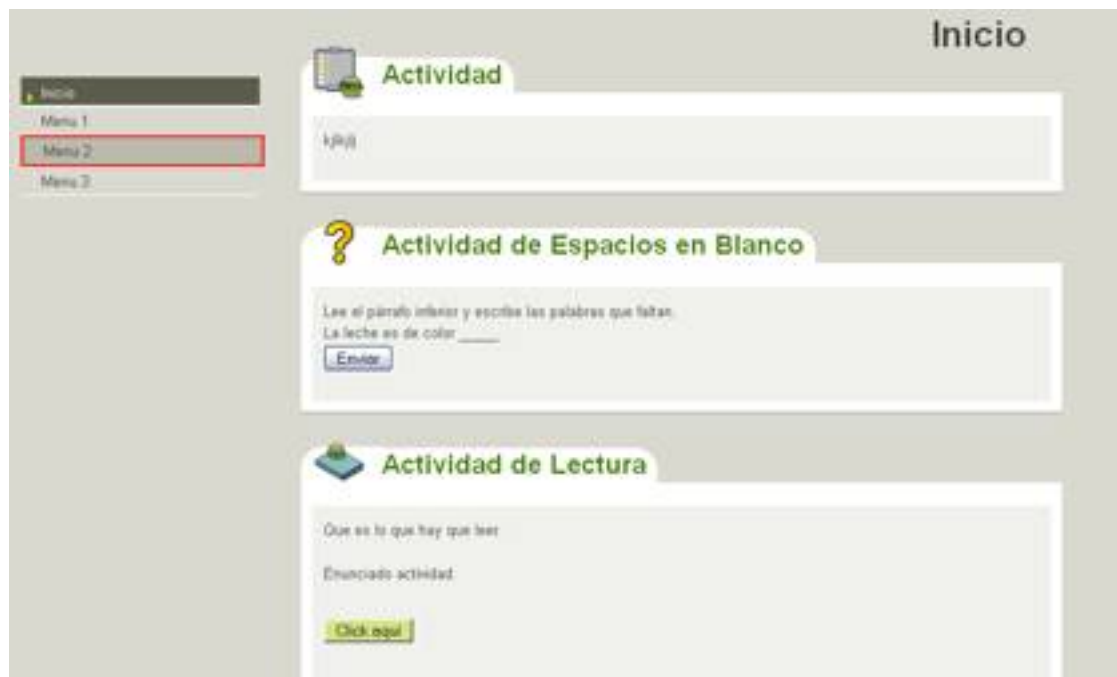 Inicio
Inicio
Menu 1
Menu 2
Menu 3
Actividad
Actividad de Espacios en Blanco
Lee el párrafo inferior y escribe las palabras que faltan.
La leche es de color _____
Enviar
Actividad de Lectura
Que es lo que hay que leer
Enunciado actividad
Click aquí